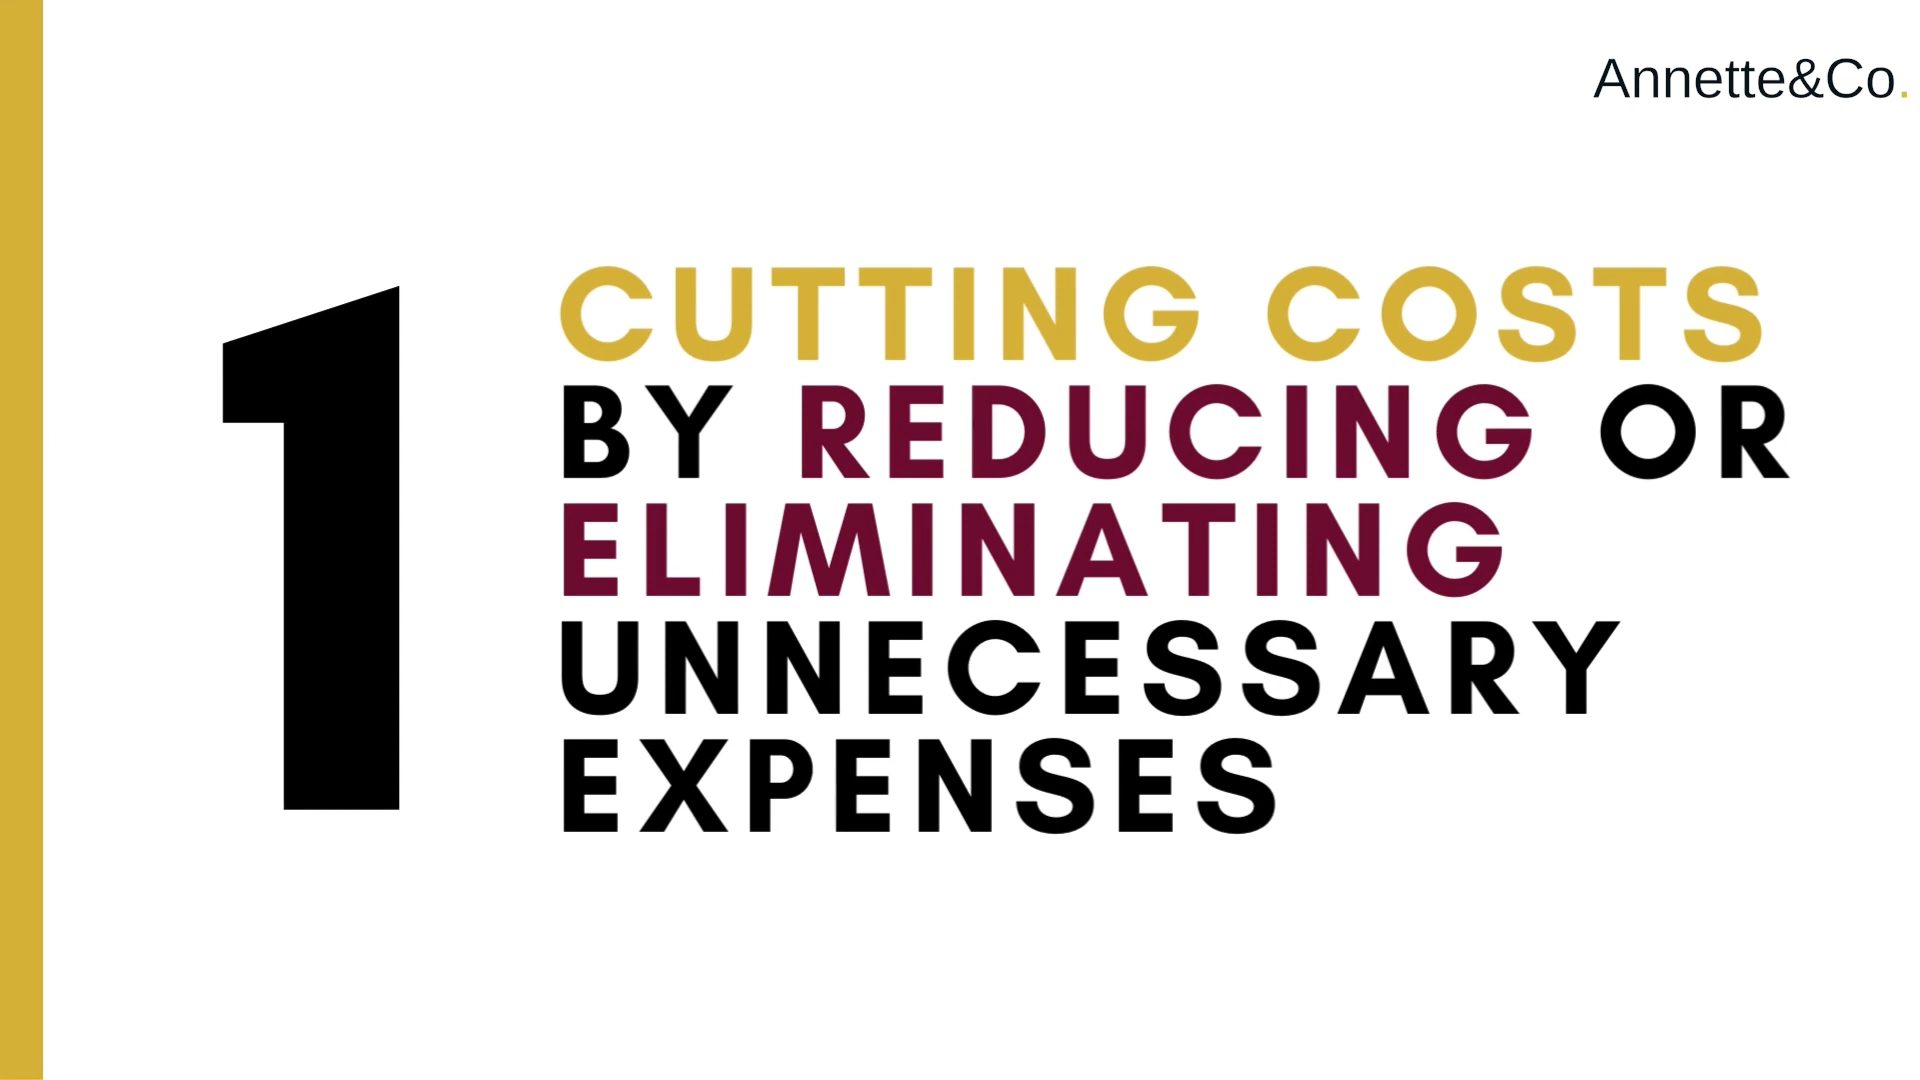 Annette&Co.
1
CUTTING COSTS
BY REDUCING OR
ELIMINATING
UNNECESSARY
EXPENSES